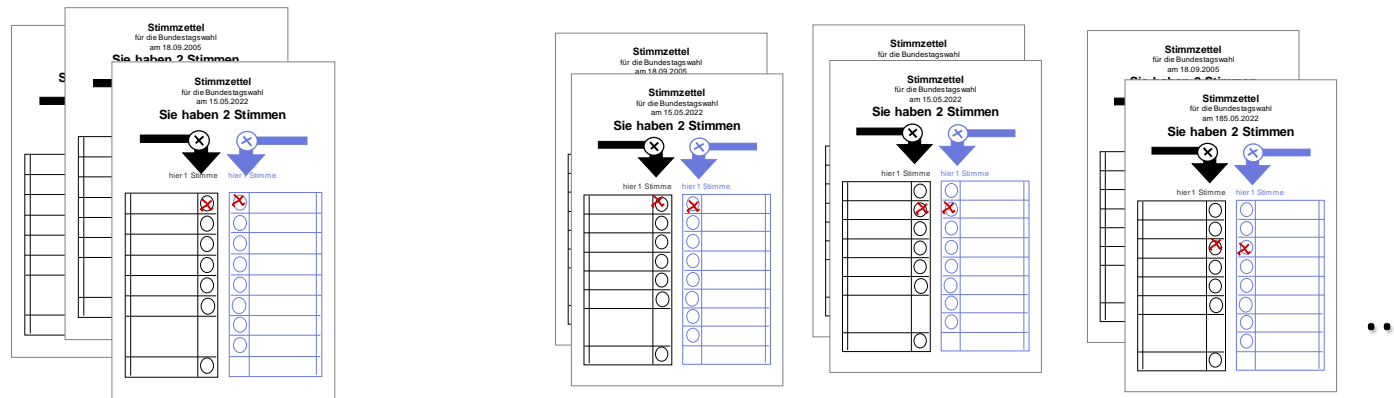 Stimmzettel
für die Bundestagswahl
am 18.09.2005
Sie haben 2 Stimmen
S
Stimmzettel
für die Bundestagswahl
am 15.05.2022
Sie haben 2 Stimmen
hier 1 Stimme
hier 1 Stimme
Stimmzettel
für die Bundestagswahl
am 18.09.2005
Stimmzettel
für die Bundestagswahl
am 15.05.2022
Sie haben 2 Stimmen
hier 1 Stimme
hier 1 Stimme
Stimmzettel
für die Bundestagswahl
Stimmzettel
für die Bundestagswahl
am 15.05.2022
Sie haben 2 Stimmen
hier 1 Stimme
hier 1 Stimme
Stimmzettel
für die Bundestagswahl
am 18.09.2005
Sie haben 2 Stimmen
Stimmzettel
für die Bundestagswahl
am 185.05.2022
Sie haben 2 Stimmen
hier 1 Stimme
hier 1 Stimme
..